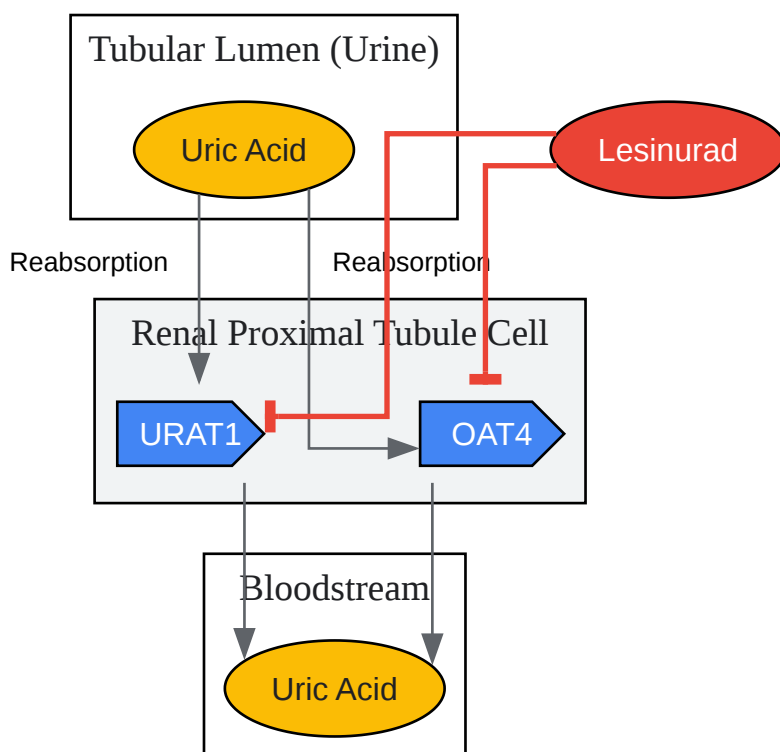 Tubular Lumen (Urine)
Uric Acid
Lesinurad
Reabsorption
Reabsorption
Renal Proximal Tubule Cell
URAT1
OAT4
Bloodstream
Uric Acid